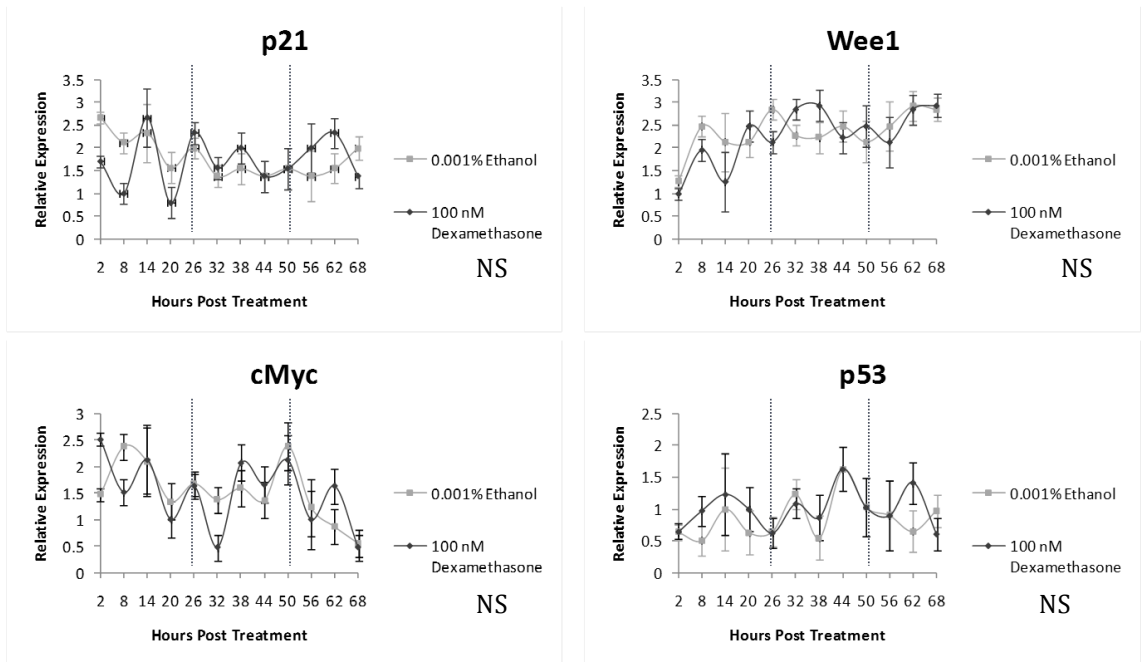 p21
3.5
3
2.5
2
1.5
1
0.5
0
Relative Expression
2 8 14 20 26 32 38 44 50 56 62 68
Hours Post Treatment
0.001% Ethanol
100 nM
Dexamethasone
NS
Wee1
3.5
3
2.5
2
1.5
1
0.5
0
Relative Expression
2 8 14 20 26 32 38 44 50 56 62 68
Hours Post Treatment
0.001% Ethanol
100 nM
Dexamethasone
NS
cMyc
3
2.5
2
1.5
1
0.5
0
Relative Expression
2 8 14 20 26 32 38 44 50 56 62 68
Hours Post Treatment
0.001% Ethanol
100 nM
Dexamethasone
NS
p53
2.5
2
1.5
1
0.5
0
Relative Expression
2 8 14 20 26 32 38 44 50 56 62 68
Hours Post Treatment
0.001% Ethanol
100 nM
Dexamethasone
NS